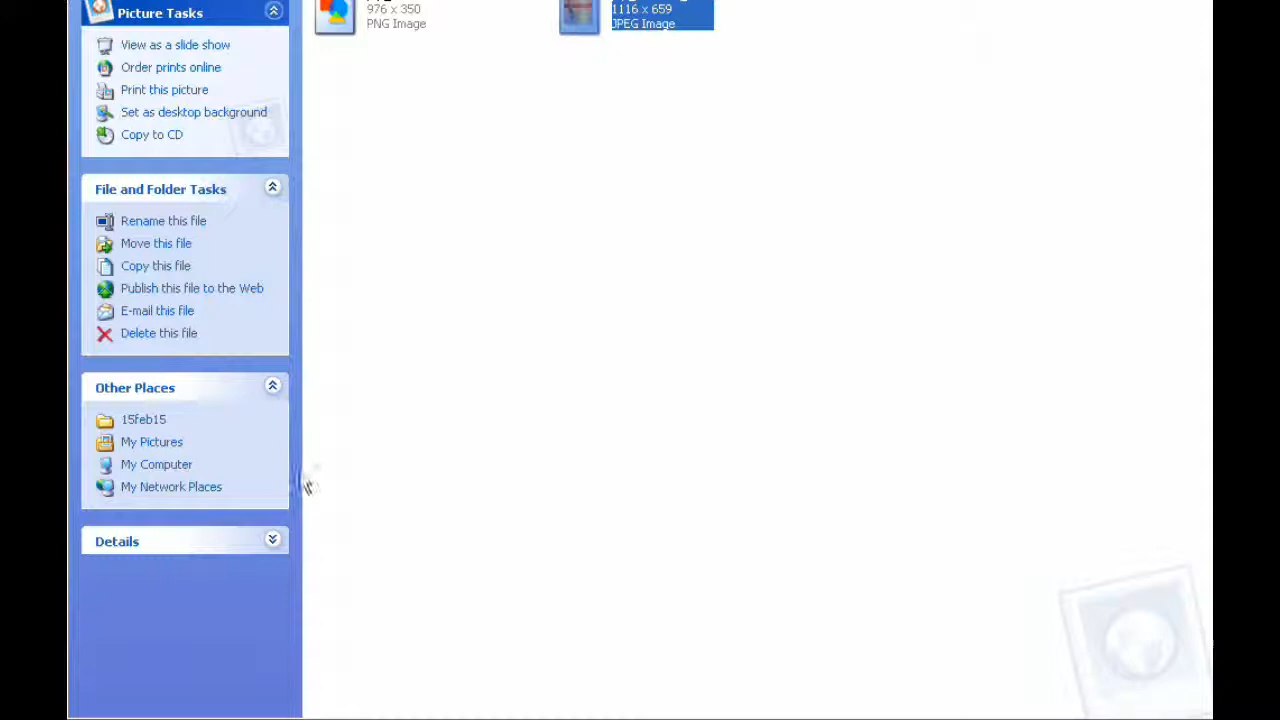 Picture Tasks
View as a slide show
Order prints online
Print this picture
Set as desktop background
Copy to CD
File and Folder Tasks
Rename this file
Move this file
Copy this file
Publish this file to the Web
E-mail this file
Delete this file
Other Places
15feb15
My Pictures
My Computer
My Network Places
Details
976 x 350
PNG Image
1116 x 659
JPEG Image